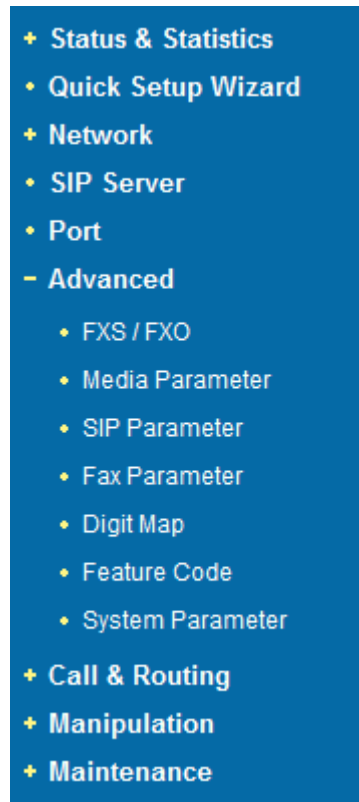 Status & Statistics
Quick Setup Wizard
Network
SIP Server
Port
Advanced
FXS / FXO
Media Parameter
SIP Parameter
Fax Parameter
Digit Map
Feature Code
System Parameter
Call & Routing
Manipulation
Maintenance